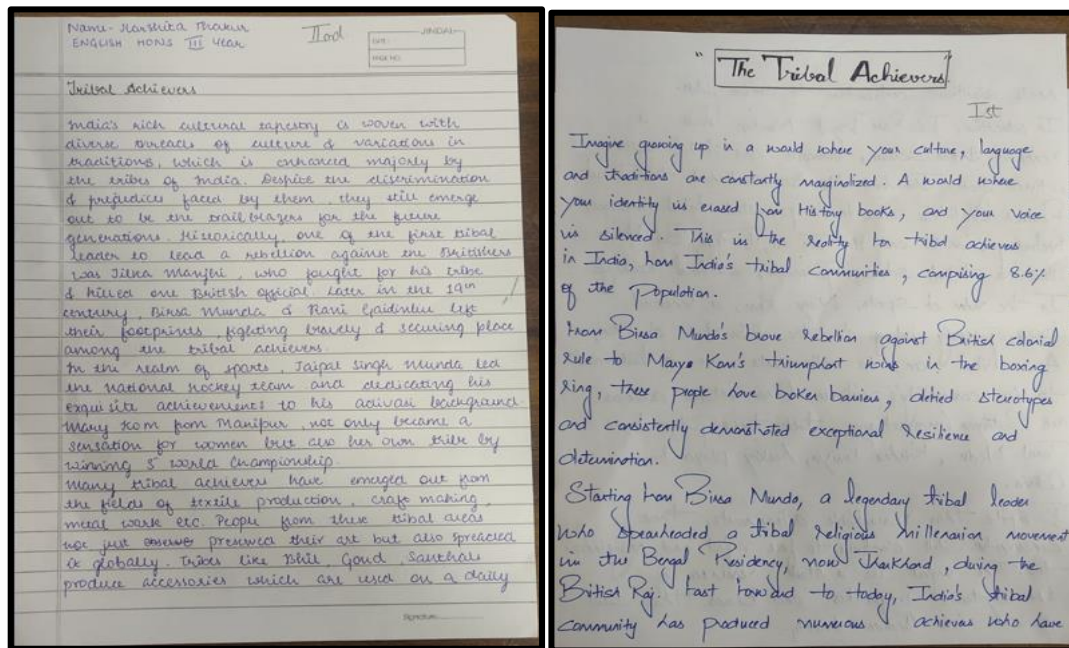 Name- Harshita Thakur
ENGLISH HONS III Year
IInd
JINDAL
DATE:
PAGE NO.
Tribal Achievers
India's rich cultural tapestry is woven with
diverse threads of culture & variations in
traditions, which is enhanced majorly by
the tribes of India. Despite the discrimination
& prejudices faced by them, they still emerge
out to be the trail blazers for the future
generations. Historically, one of the first tribal
leader to lead a rebellion against the Britishers
was Tilka Manjhi, who fought for his tribe
& killed one British official. Later in the 19th
century, Birsa Munda & Rani Gaidinliu left
their footprints, fighting bravely & securing place
among the tribal achievers.
In the realm of sports, Jaipal Singh Munda led
the national hockey team and dedicating his
exquisite achievements to his adivasi background.
Mary Kom from Manipur, not only became a
sensation for women but also her own tribe by
winning world championship.
Many tribal achievers have emerged out from
the fields of textile production, craft making,
metal work etc. People from these tribal areas
not just preserved their art but also spreaded
it globally. Tribes like Bhil, Gond, Santhals
produce accessories which are used on a daily
Signature
"The Tribal Achievers"
Ist
Imagine growing up in a world where your culture, language
and traditions are constantly marginalized. A world where
your identity is erased from History books, and your voice
is silenced. This is the reality for tribal achievers
in India, from India's tribal communities, comprising 8.6%
of the Population.
From Birsa Munda's brave rebellion against British colonial
rule to Marya Kom's triumphant wins in the boxing
ring, these people have broken barriers, defied stereotypes
and consistently demonstrated exceptional resilience and
determination.
Starting from Birsa Munda, a legendary tribal leader
who spearheaded a tribal religious millenarian movement
in the Bengal Presidency, now Jharkhand, during the
British Raj. Fast forward to today, India's tribal
community has produced numerous achievers who have